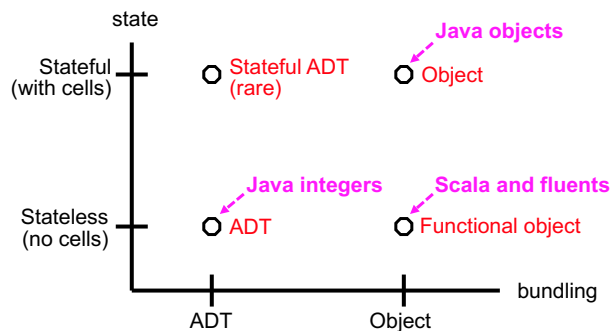 state
Java objects
Stateful
(with cells)
Stateful ADT
(rare)
Object
Java integers
Scala and fluents
Stateless
(no cells)
ADT
Functional object
bundling
ADT
Object